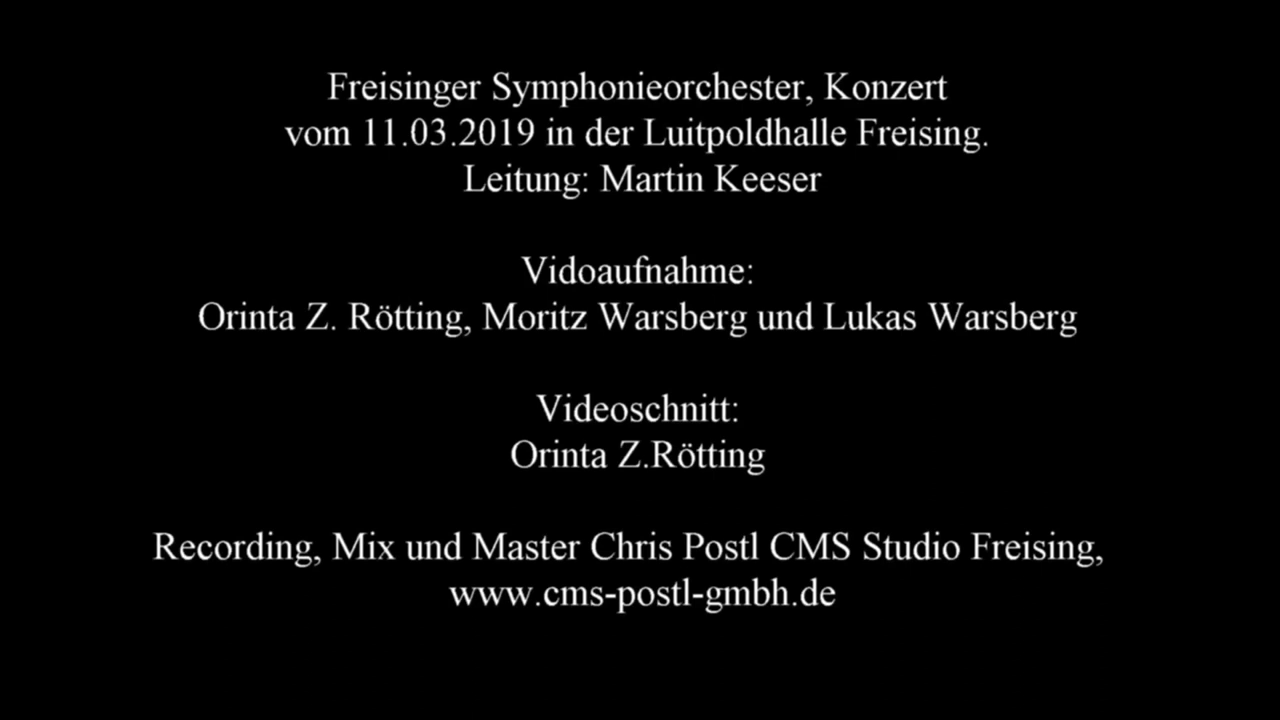 Freisinger Symphonieorchester, Konzert
vom 11.03.2019 in der Luitpoldhalle Freising.
Leitung: Martin Keeser
Vidoaufnahme:
Orinta Z. Rötting, Moritz Warsberg und Lukas Warsberg
Videoschnitt:
Orinta Z.Rötting
Recording, Mix und Master Chris Postl CMS Studio Freising,
www.cms-postl-gmbh.de